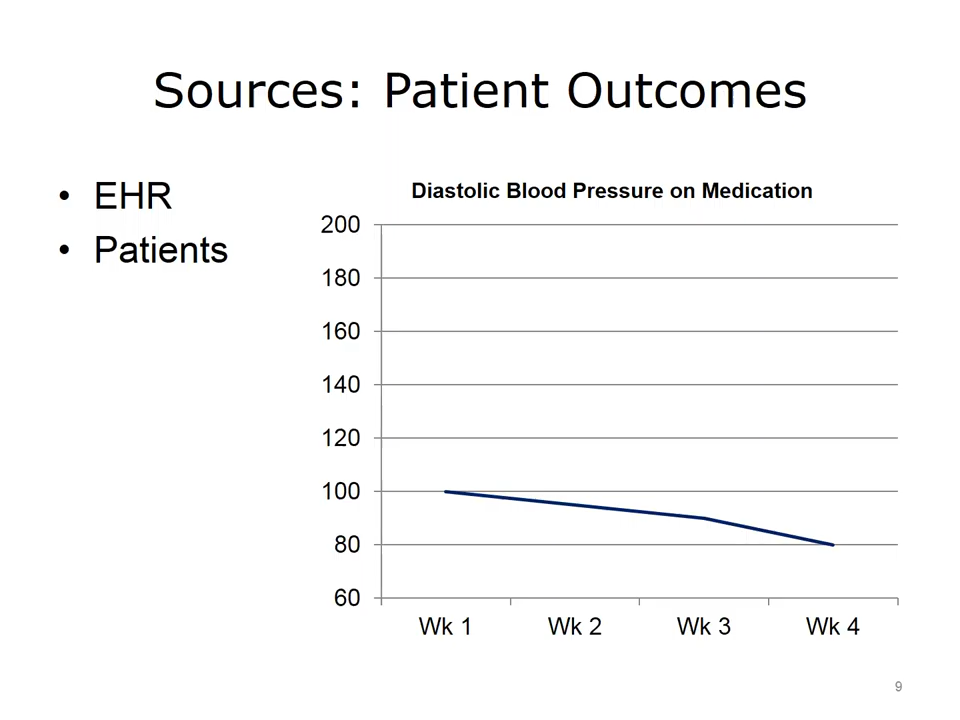 Sources: Patient Outcomes
• EHR
• Patients
Diastolic Blood Pressure on Medication
200
180
160
140
120
100
80
60
Wk 1 Wk 2 Wk 3 Wk 4
9